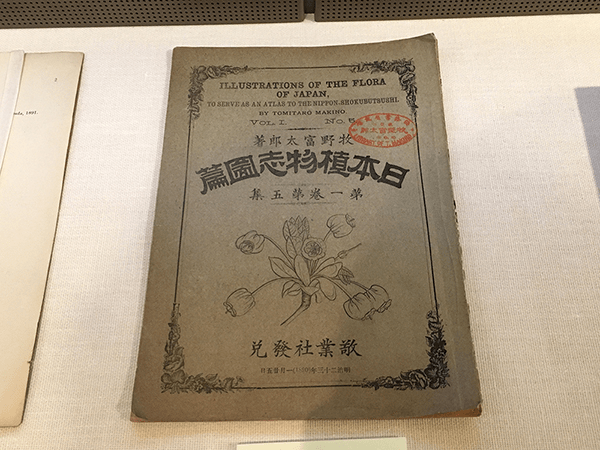 ILLUSTRATIONS OF THE FLORA
OF JAPAN,
TO SERVE AS AN ATLAS TO THE NIPPON-SHOKUBUTSUSHI.
BY TOMITARŌ MAKINO.
VOL. I. No. 5
牧野富太郎著
日本植物志圖篇
第一卷第五集
敬業社發兌